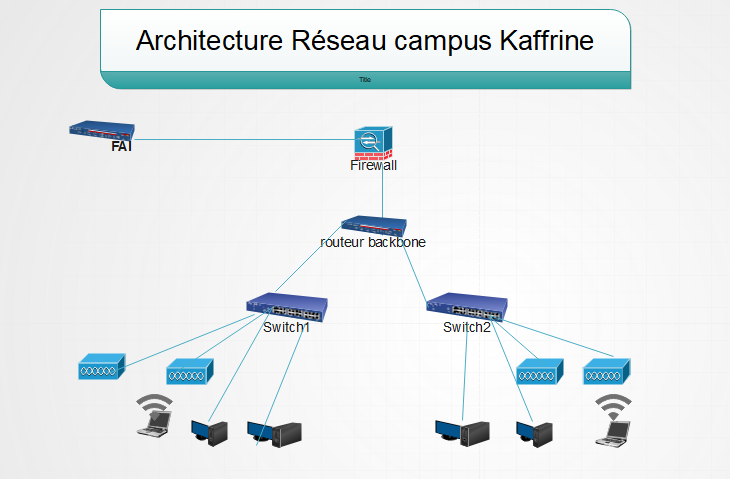 Architecture Réseau campus Kaffrine
Title
FAI
Firewall
routeur backbone
Switch1
Switch2